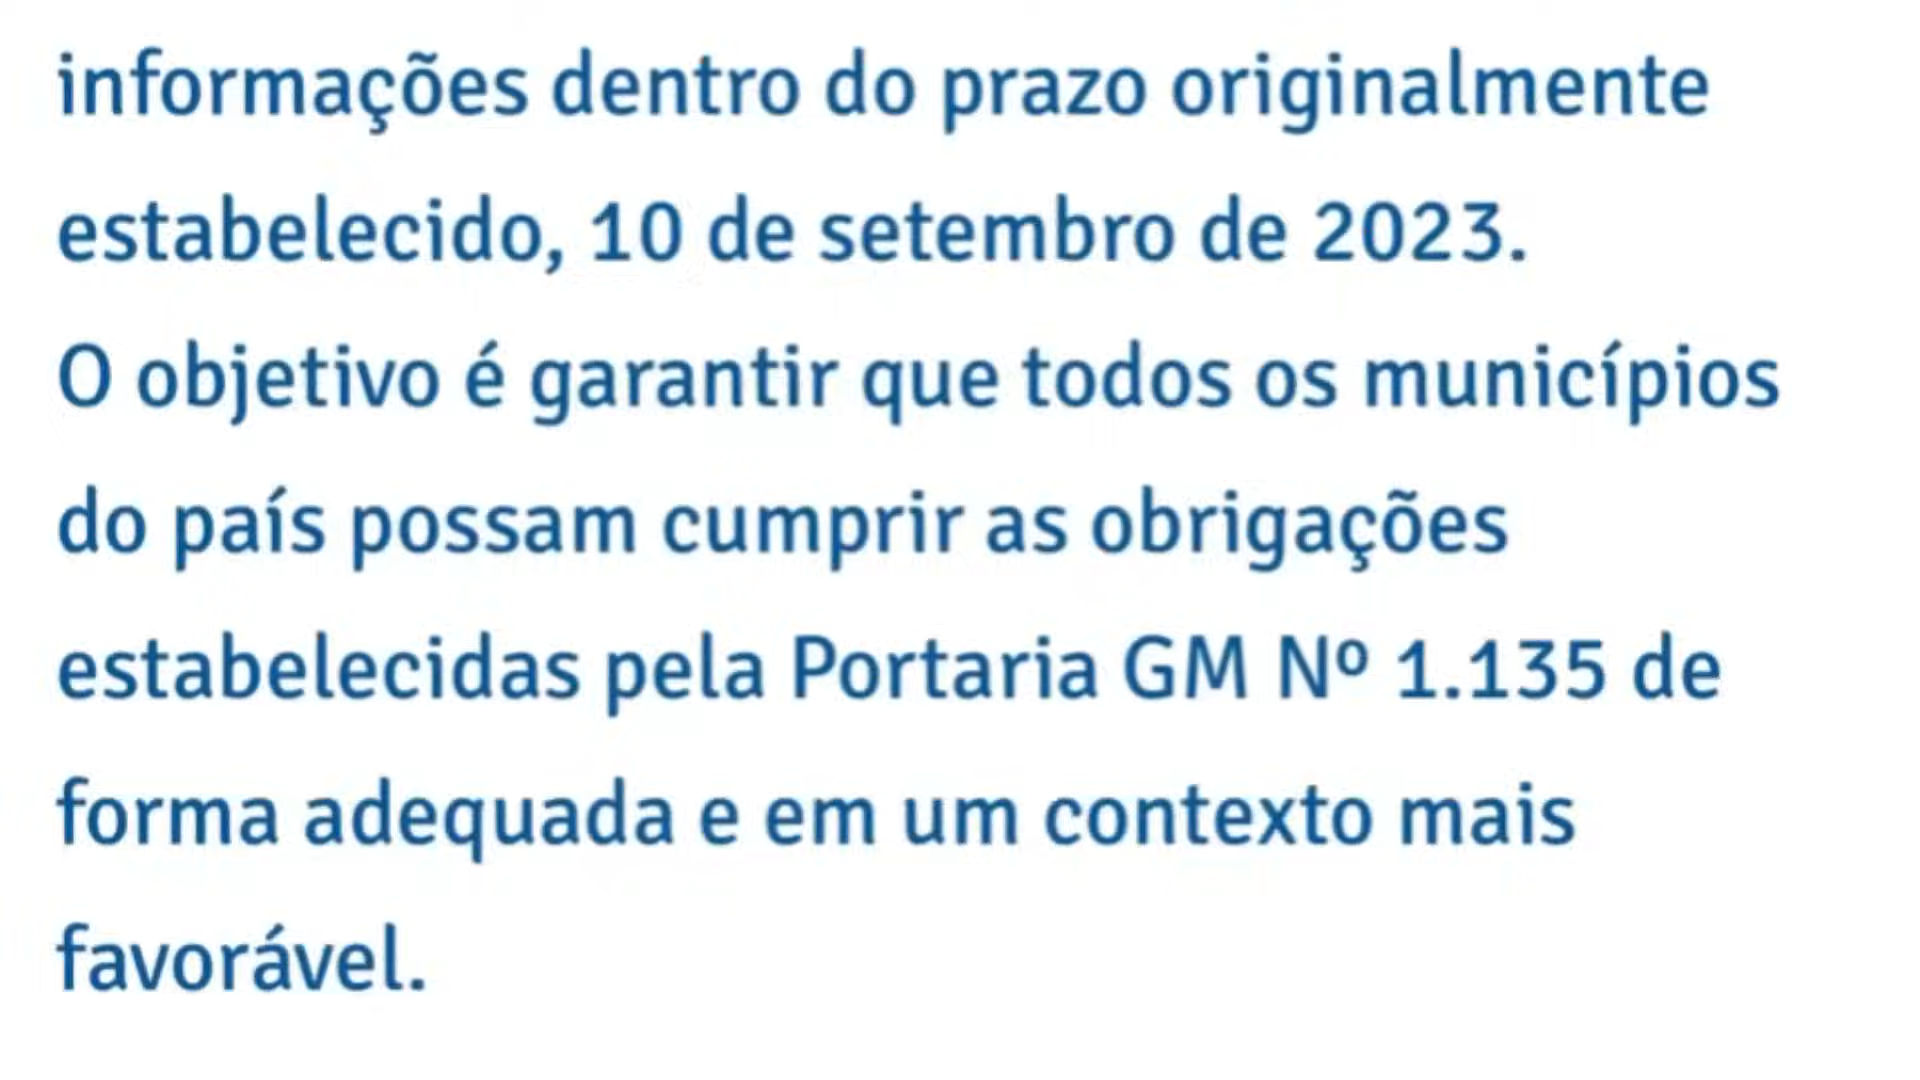 informações dentro do prazo originalmente
estabelecido, 10 de setembro de 2023.
O objetivo é garantir que todos os municípios
do país possam cumprir as obrigações
estabelecidas pela Portaria GM Nº 1.135 de
forma adequada e em um contexto mais
favorável.